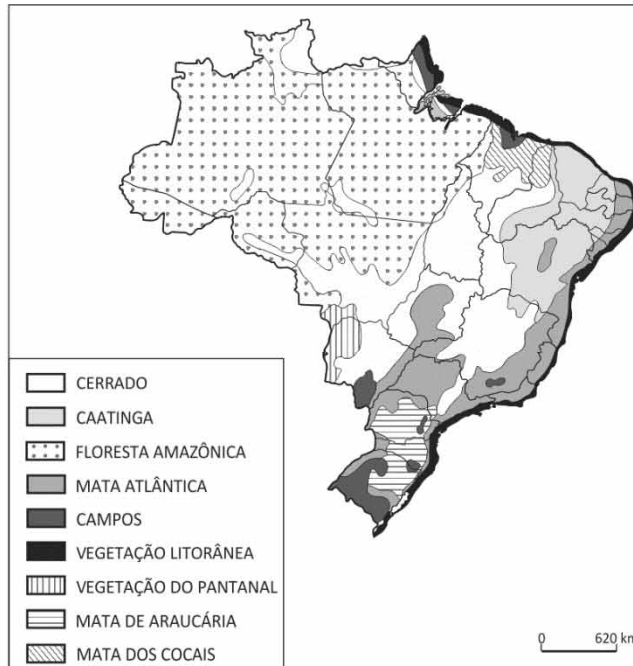 CERRADO
CAATINGA
FLORESTA AMAZÔNICA
MATA ATLÂNTICA
CAMPOS
VEGETAÇÃO LITORÂNEA
VEGETAÇÃO DO PANTANAL
MATA DE ARAUCÁRIA
MATA DOS COCAIS
0 620 km